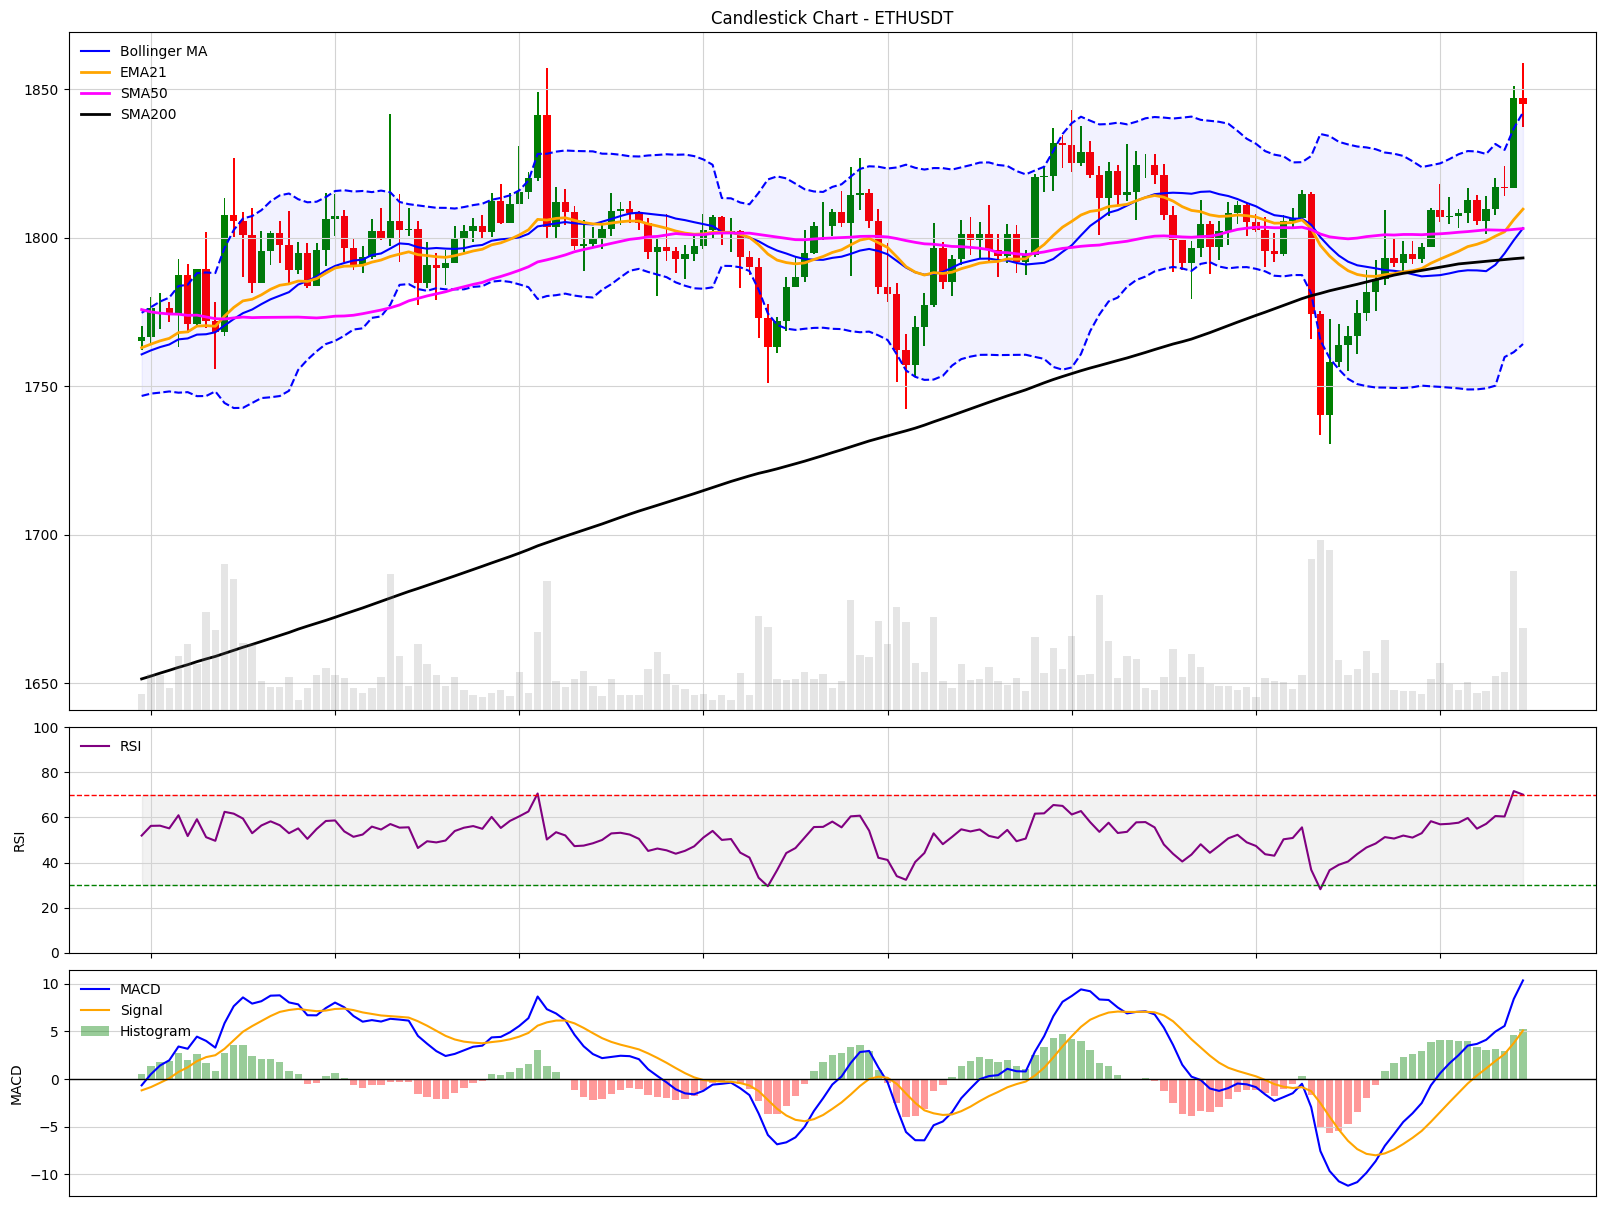 Candlestick Chart - ETHUSDT
Bollinger MA
EMA21
SMA50
SMA200
1850
1800
1750
1700
1650
100
80
60
40
20
0
RSI
RSI
10
5
0
−5
−10
MACD
MACD
Signal
Histogram